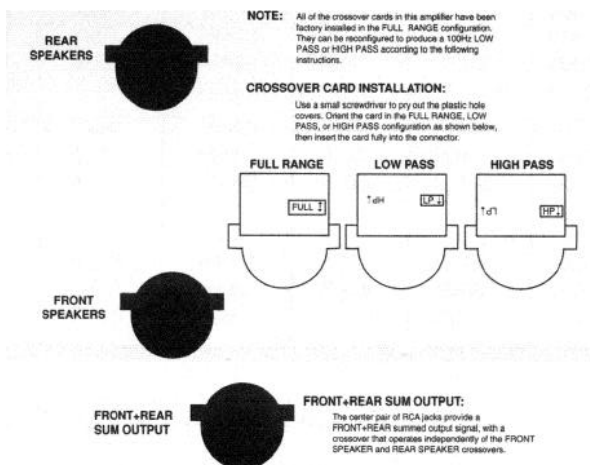 REAR
SPEAKERS
NOTE: All of the crossover cards in this amplifier have been
factory installed in the FULL RANGE configuration.
They can be reconfigured to produce a 100Hz LOW
PASS or HIGH PASS according to the following
instructions.
CROSSOVER CARD INSTALLATION:
Use a small screwdriver to pry out the plastic hole
covers. Orient the card in the FULL RANGE, LOW
PASS, or HIGH PASS configuration as shown below,
then insert the card fully into the connector.
FULL RANGE LOW PASS HIGH PASS
FULL ↕ HP↓ LP↓ LP↓ HP↓
FRONT
SPEAKERS
FRONT+REAR
SUM OUTPUT
FRONT+REAR SUM OUTPUT:
The center pair of RCA jacks provide a
FRONT+REAR summed output signal, with a
crossover that operates independently of the FRONT
SPEAKER and REAR SPEAKER crossovers.